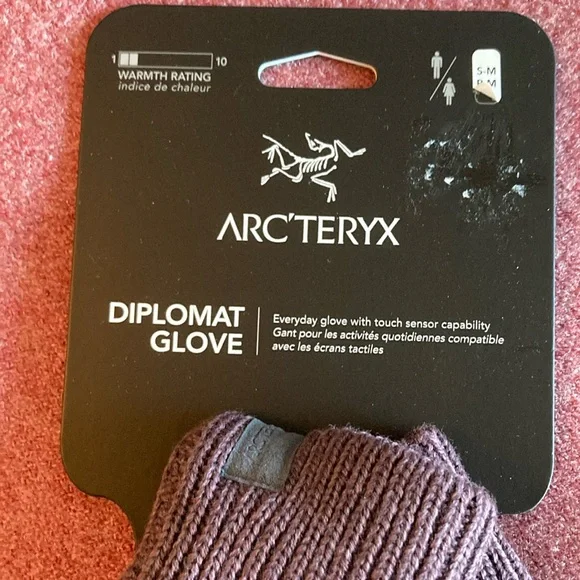 1 10
WARMTH RATING
indice de chaleur
S-M
P-M
ARC'TERYX
DIPLOMAT
GLOVE
Everyday glove with touch sensor capability
Gant pour les activités quotidiennes compatible
avec les écrans tactiles